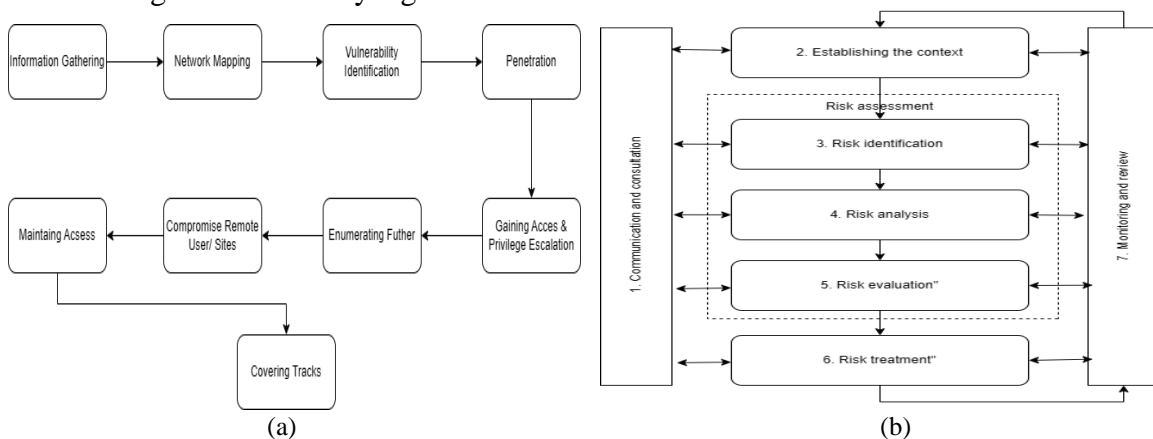 Information Gathering
Network Mapping
Vulnerability
Identification
Penetration
Gaining Acces &
Privilege Escalation
Enumerating Futher
Compromise Remote
User/ Sites
Maintaing Acsess
Covering Tracks
(a)
1. Communication and consultation
2. Establishing the context
Risk assessment
3. Risk identification
4. Risk analysis
5. Risk evaluation"
6. Risk treatment"
7. Monitoring and review
(b)